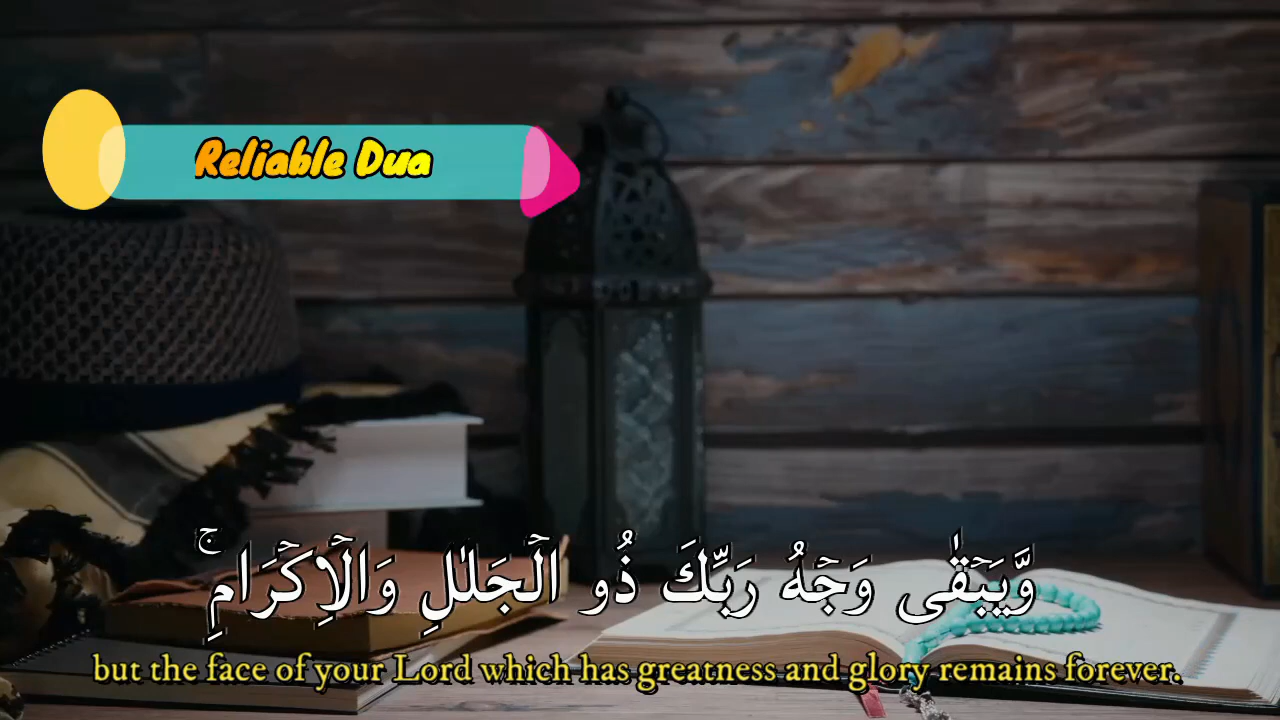 Reliable Dua
وَّيَبۡقٰى وَجۡهُ رَبِّكَ ذُو الۡجَلٰلِ وَالۡاِكۡرَامِۚ
but the face of your Lord which has greatness and glory remains forever.